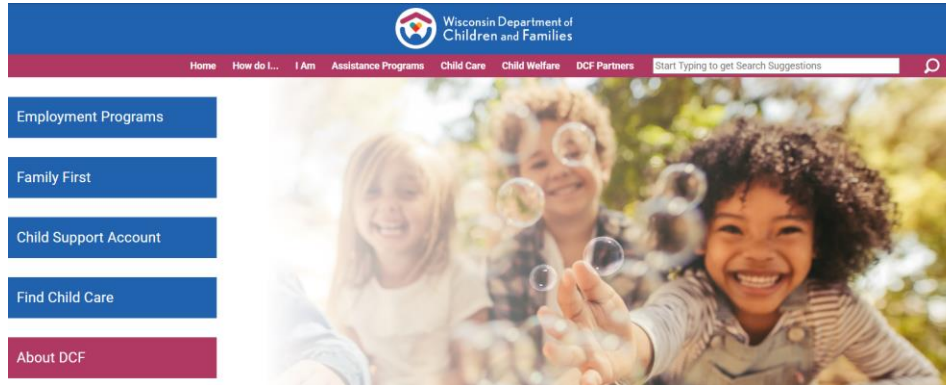 Wisconsin Department of
Children and Families
Home How do I... I Am Assistance Programs Child Care Child Welfare DCF Partners Start Typing to get Search Suggestions
Employment Programs
Family First
Child Support Account
Find Child Care
About DCF